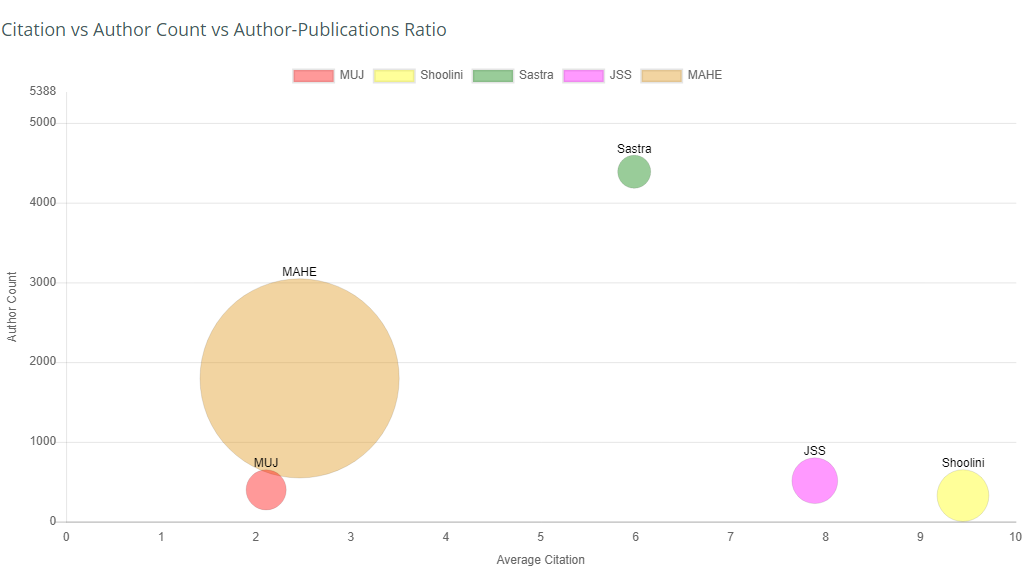 Citation vs Author Count vs Author-Publications Ratio
MUJ Shoolini Sastra JSS MAHE
5388
5000
Sastra
4000
MAHE
3000
Author Count
2000
1000
JSS
MUJ Shoolini
0
0 1 2 3 4 5 6 7 8 9 10
Average Citation